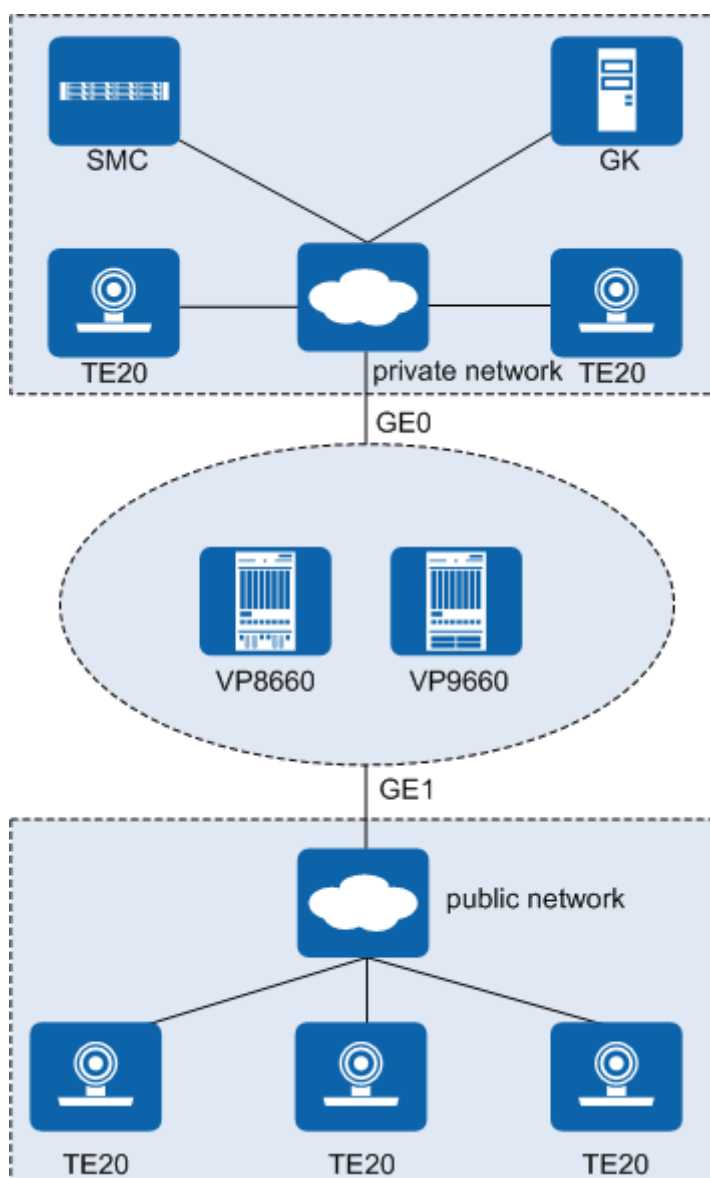 SMC
GK
TE20
private network
TE20
GE0
VP8660
VP9660
GE1
public network
TE20
TE20
TE20